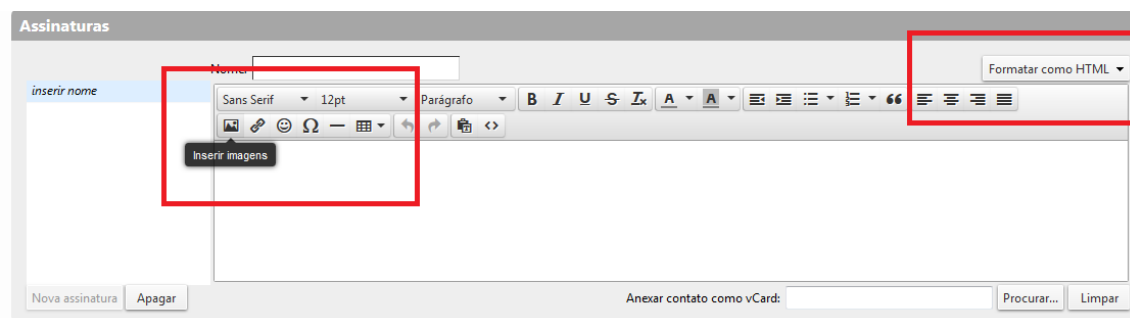 Assinaturas
Nome:
Formatar como HTML
inserir nome
Sans Serif 12pt Parágrafo B I U S Tx A A
Ω
Inserir imagens
Nova assinatura Apagar Anexar contato como vCard: Procurar... Limpar